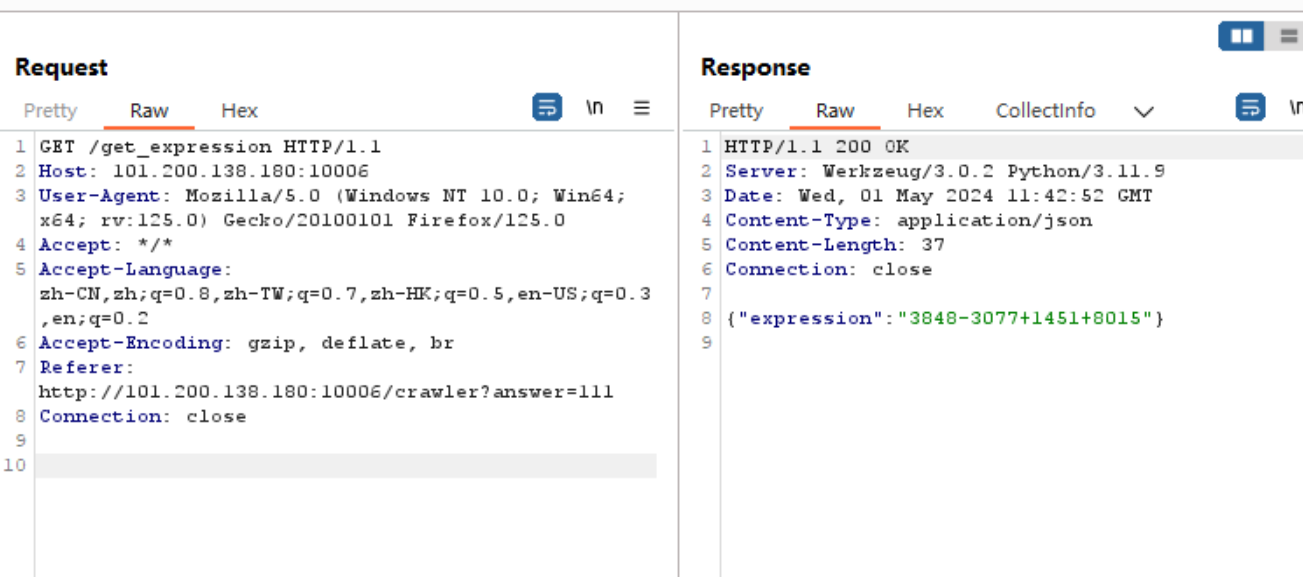 Request
Pretty Raw Hex \n
1 GET /get_expression HTTP/1.1
2 Host: 101.200.138.180:10006
3 User-Agent: Mozilla/5.0 (Windows NT 10.0; Win64;
x64; rv:125.0) Gecko/20100101 Firefox/125.0
4 Accept: */*
5 Accept-Language:
zh-CN,zh;q=0.8,zh-TW;q=0.7,zh-HK;q=0.5,en-US;q=0.3
,en;q=0.2
6 Accept-Encoding: gzip, deflate, br
7 Referer:
http://101.200.138.180:10006/crawler?answer=111
8 Connection: close
9
10
Response
Pretty Raw Hex CollectInfo \n
1 HTTP/1.1 200 OK
2 Server: Werkzeug/3.0.2 Python/3.11.9
3 Date: Wed, 01 May 2024 11:42:52 GMT
4 Content-Type: application/json
5 Content-Length: 37
6 Connection: close
7
8 {"expression":"3848-3077+1451+8015"}
9